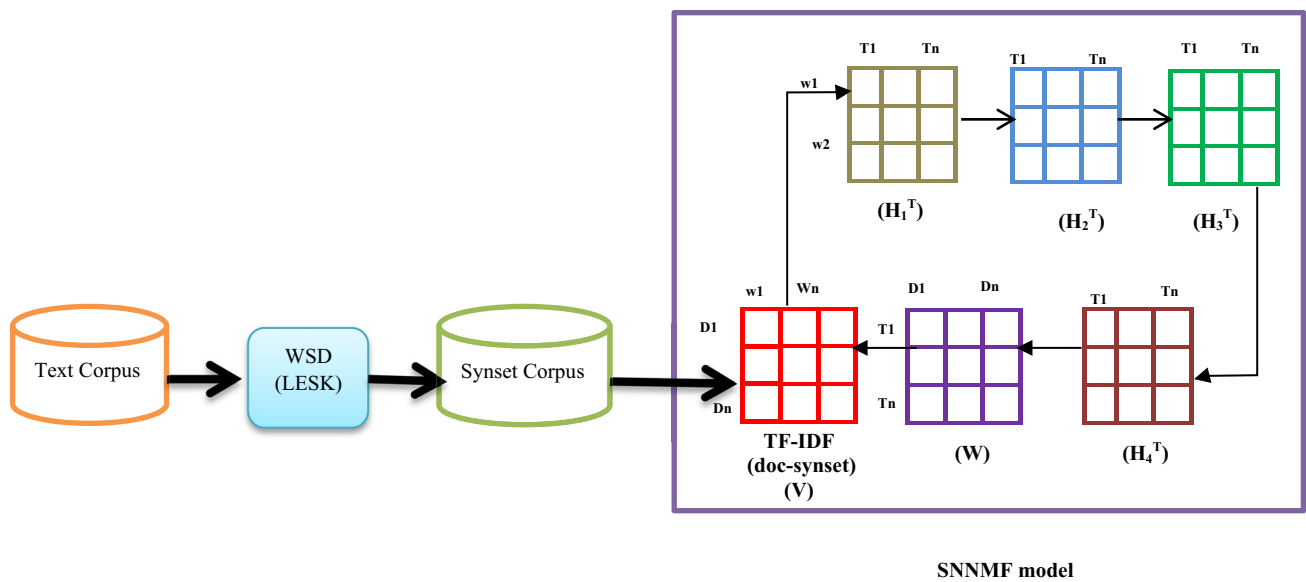 T1 Tn
T1 Tn
T1 Tn
w1
w2
(H₁ᵀ)
(H₂ᵀ)
(H₃ᵀ)
w1 Wn
D1 Dn
T1 Tn
D1
T1
Text Corpus
WSD
(LESK)
Synset Corpus
Dn
Tn
TF-IDF
(doc-synset)
(V)
(W)
(H₄ᵀ)
SNNMF model